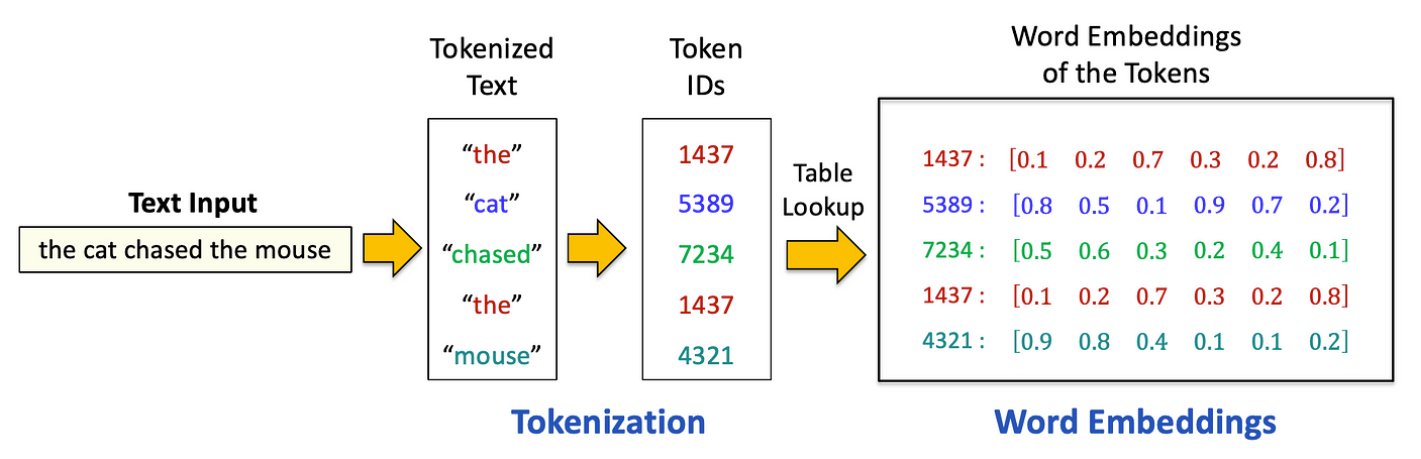 Text Input
the cat chased the mouse
Tokenized
Text
“the”
“cat”
“chased”
“the”
“mouse”
Token
IDs
1437
5389
7234
1437
4321
Tokenization
Table
Lookup
Word Embeddings
of the Tokens
1437 : [0.1 0.2 0.7 0.3 0.2 0.8]
5389 : [0.8 0.5 0.1 0.9 0.7 0.2]
7234 : [0.5 0.6 0.3 0.2 0.4 0.1]
1437 : [0.1 0.2 0.7 0.3 0.2 0.8]
4321 : [0.9 0.8 0.4 0.1 0.1 0.2]
Word Embeddings